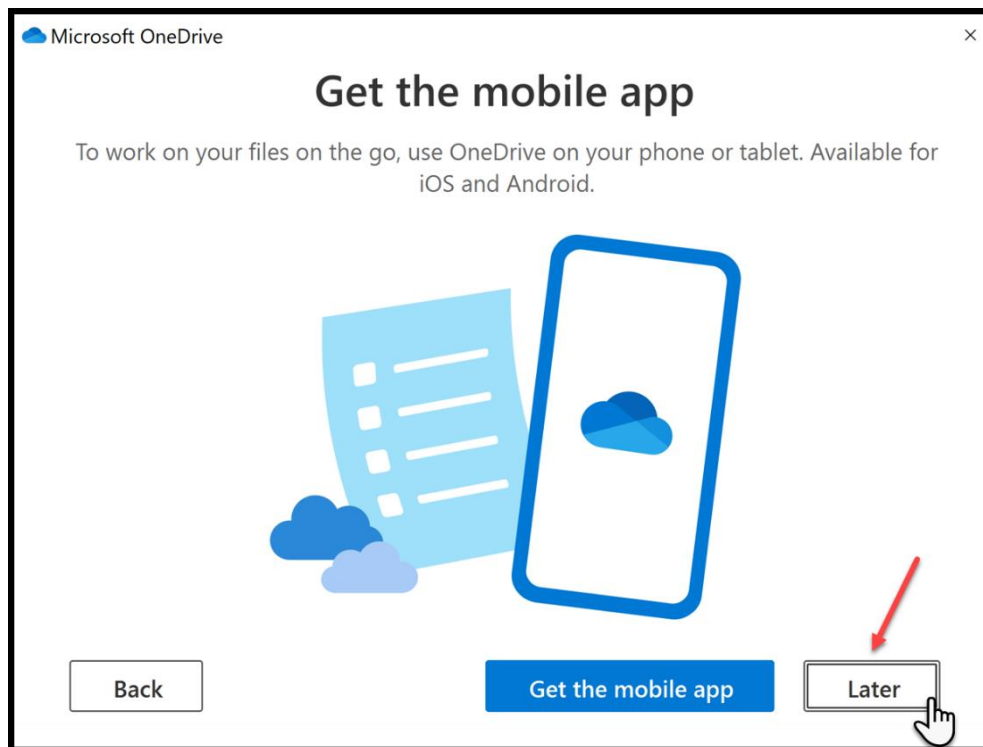 Microsoft OneDrive
Get the mobile app
To work on your files on the go, use OneDrive on your phone or tablet. Available for
iOS and Android.
Back
Get the mobile app
Later